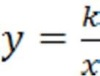 y = k/x